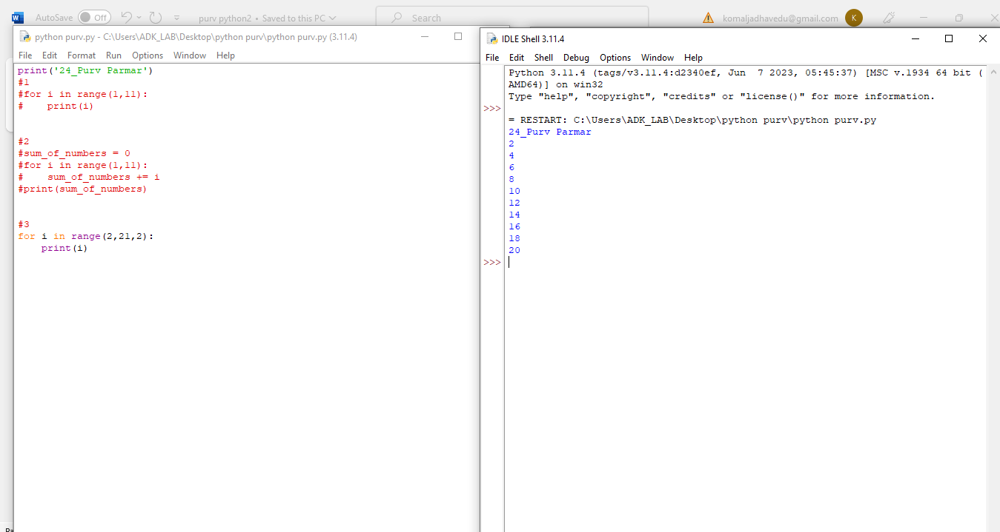 AutoSave Off purv python2 • Saved to this PC Search komaljadhavedu@gmail.com K
python purv.py - C:\Users\ADK_LAB\Desktop\python purv\python purv.py (3.11.4)
File Edit Format Run Options Window Help
print('24_Purv Parmar')
#1
#for i in range(1,11):
#    print(i)
#2
#sum_of_numbers = 0
#for i in range(1,11):
#    sum_of_numbers += i
#print(sum_of_numbers)
#3
for i in range(2,21,2):
    print(i)
IDLE Shell 3.11.4
File Edit Shell Debug Options Window Help
Python 3.11.4 (tags/v3.11.4:d2340ef, Jun  7 2023, 05:45:37) [MSC v.1934 64 bit (
AMD64)] on win32
Type "help", "copyright", "credits" or "license()" for more information.
>>>
= RESTART: C:\Users\ADK_LAB\Desktop\python purv\python purv.py
24_Purv Parmar
2
4
6
8
10
12
14
16
18
20
>>>